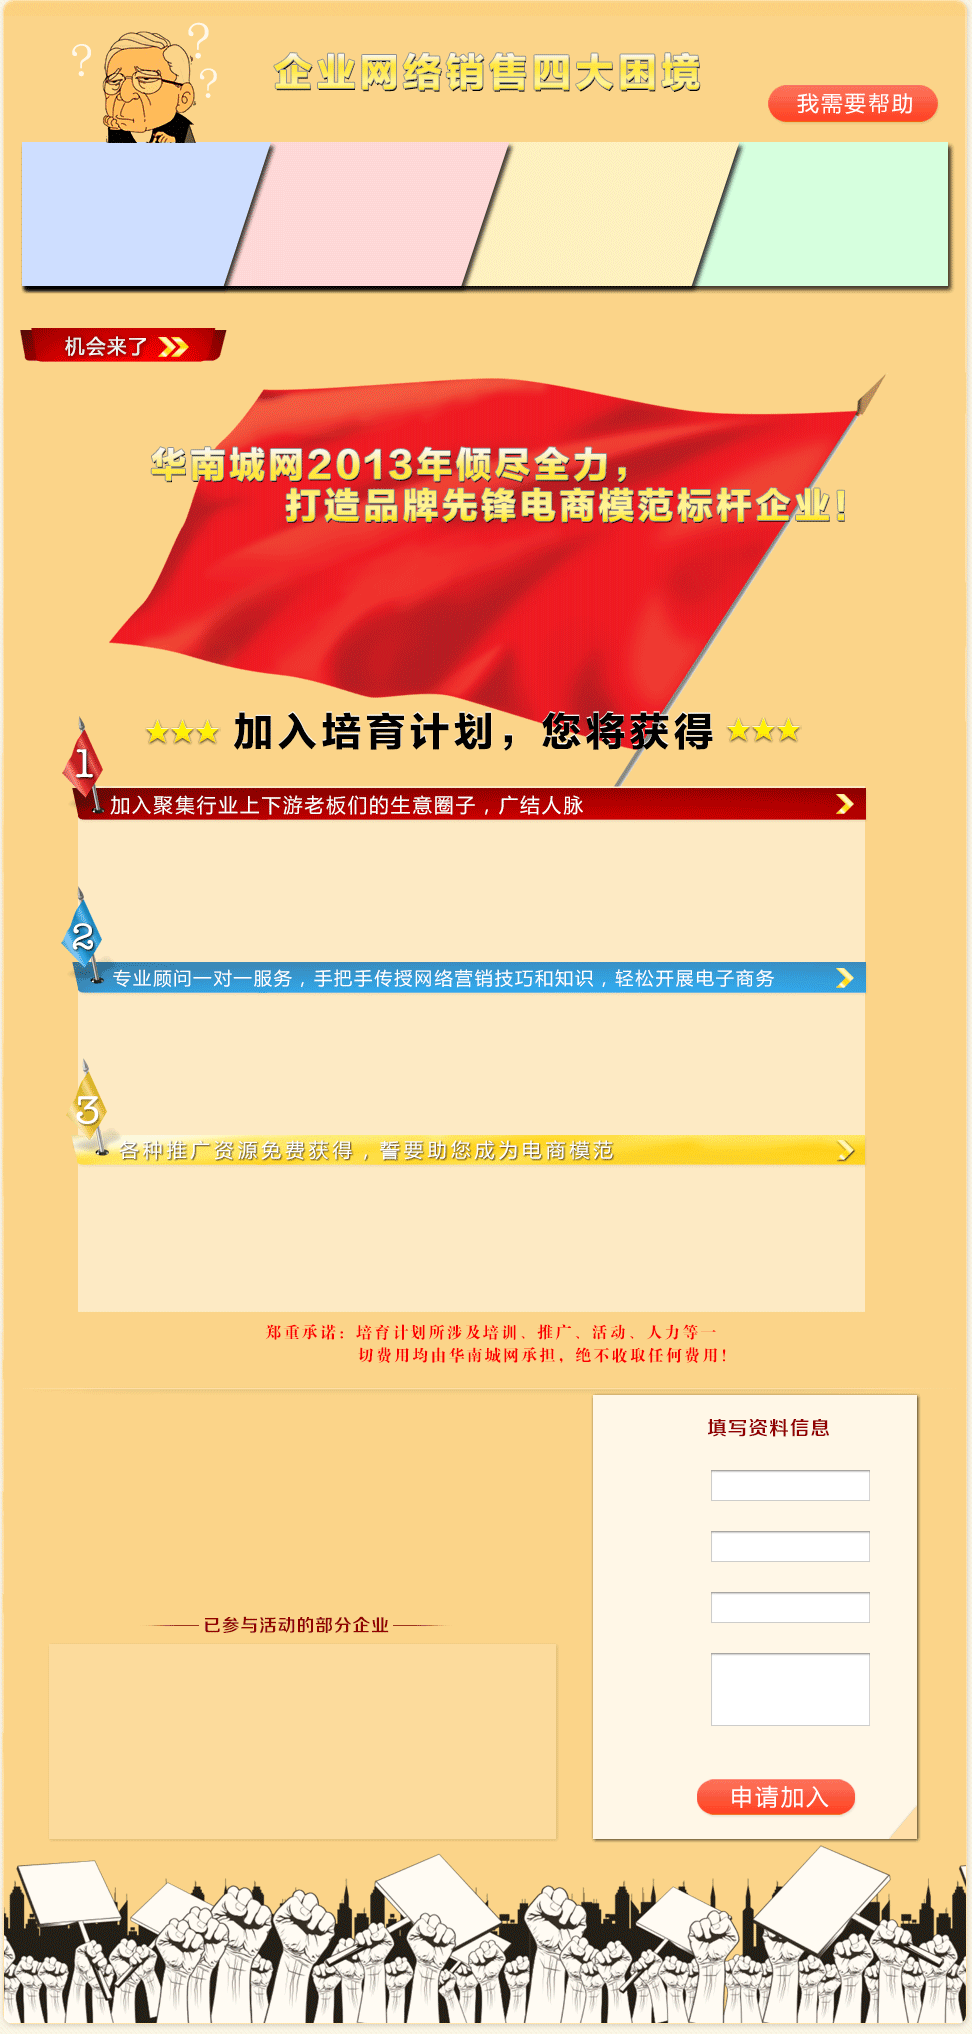 ? ? ?
企业网络销售四大困境
我需要帮助
机会来了
华南城网2013年倾尽全力，
打造品牌先锋电商模范标杆企业！
加入培育计划，您将获得
1
加入聚集行业上下游老板们的生意圈子，广结人脉
2
专业顾问一对一服务，手把手传授网络营销技巧和知识，轻松开展电子商务
3
各种推广资源免费获得，誓要助您成为电商模范
郑重承诺：培育计划所涉及培训、推广、活动、人力等一
切费用均由华南城网承担，绝不收取任何费用！
填写资料信息
已参与活动的部分企业
申请加入